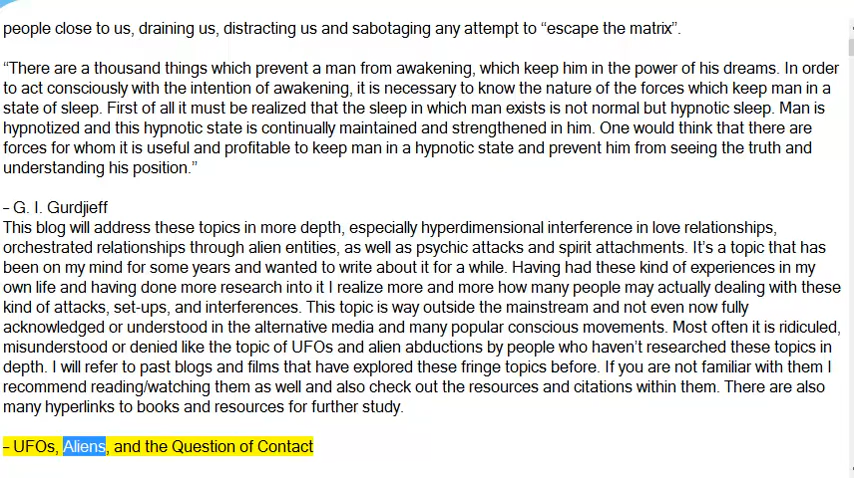 people close to us, draining us, distracting us and sabotaging any attempt to “escape the matrix”.
“There are a thousand things which prevent a man from awakening, which keep him in the power of his dreams. In order
to act consciously with the intention of awakening, it is necessary to know the nature of the forces which keep man in a
state of sleep. First of all it must be realized that the sleep in which man exists is not normal but hypnotic sleep. Man is
hypnotized and this hypnotic state is continually maintained and strengthened in him. One would think that there are
forces for whom it is useful and profitable to keep man in a hypnotic state and prevent him from seeing the truth and
understanding his position.”
– G. I. Gurdjieff
This blog will address these topics in more depth, especially hyperdimensional interference in love relationships,
orchestrated relationships through alien entities, as well as psychic attacks and spirit attachments. It’s a topic that has
been on my mind for some years and wanted to write about it for a while. Having had these kind of experiences in my
own life and having done more research into it I realize more and more how many people may actually dealing with these
kind of attacks, set-ups, and interferences. This topic is way outside the mainstream and not even now fully
acknowledged or understood in the alternative media and many popular conscious movements. Most often it is ridiculed,
misunderstood or denied like the topic of UFOs and alien abductions by people who haven’t researched these topics in
depth. I will refer to past blogs and films that have explored these fringe topics before. If you are not familiar with them I
recommend reading/watching them as well and also check out the resources and citations within them. There are also
many hyperlinks to books and resources for further study.
– UFOs, Aliens, and the Question of Contact